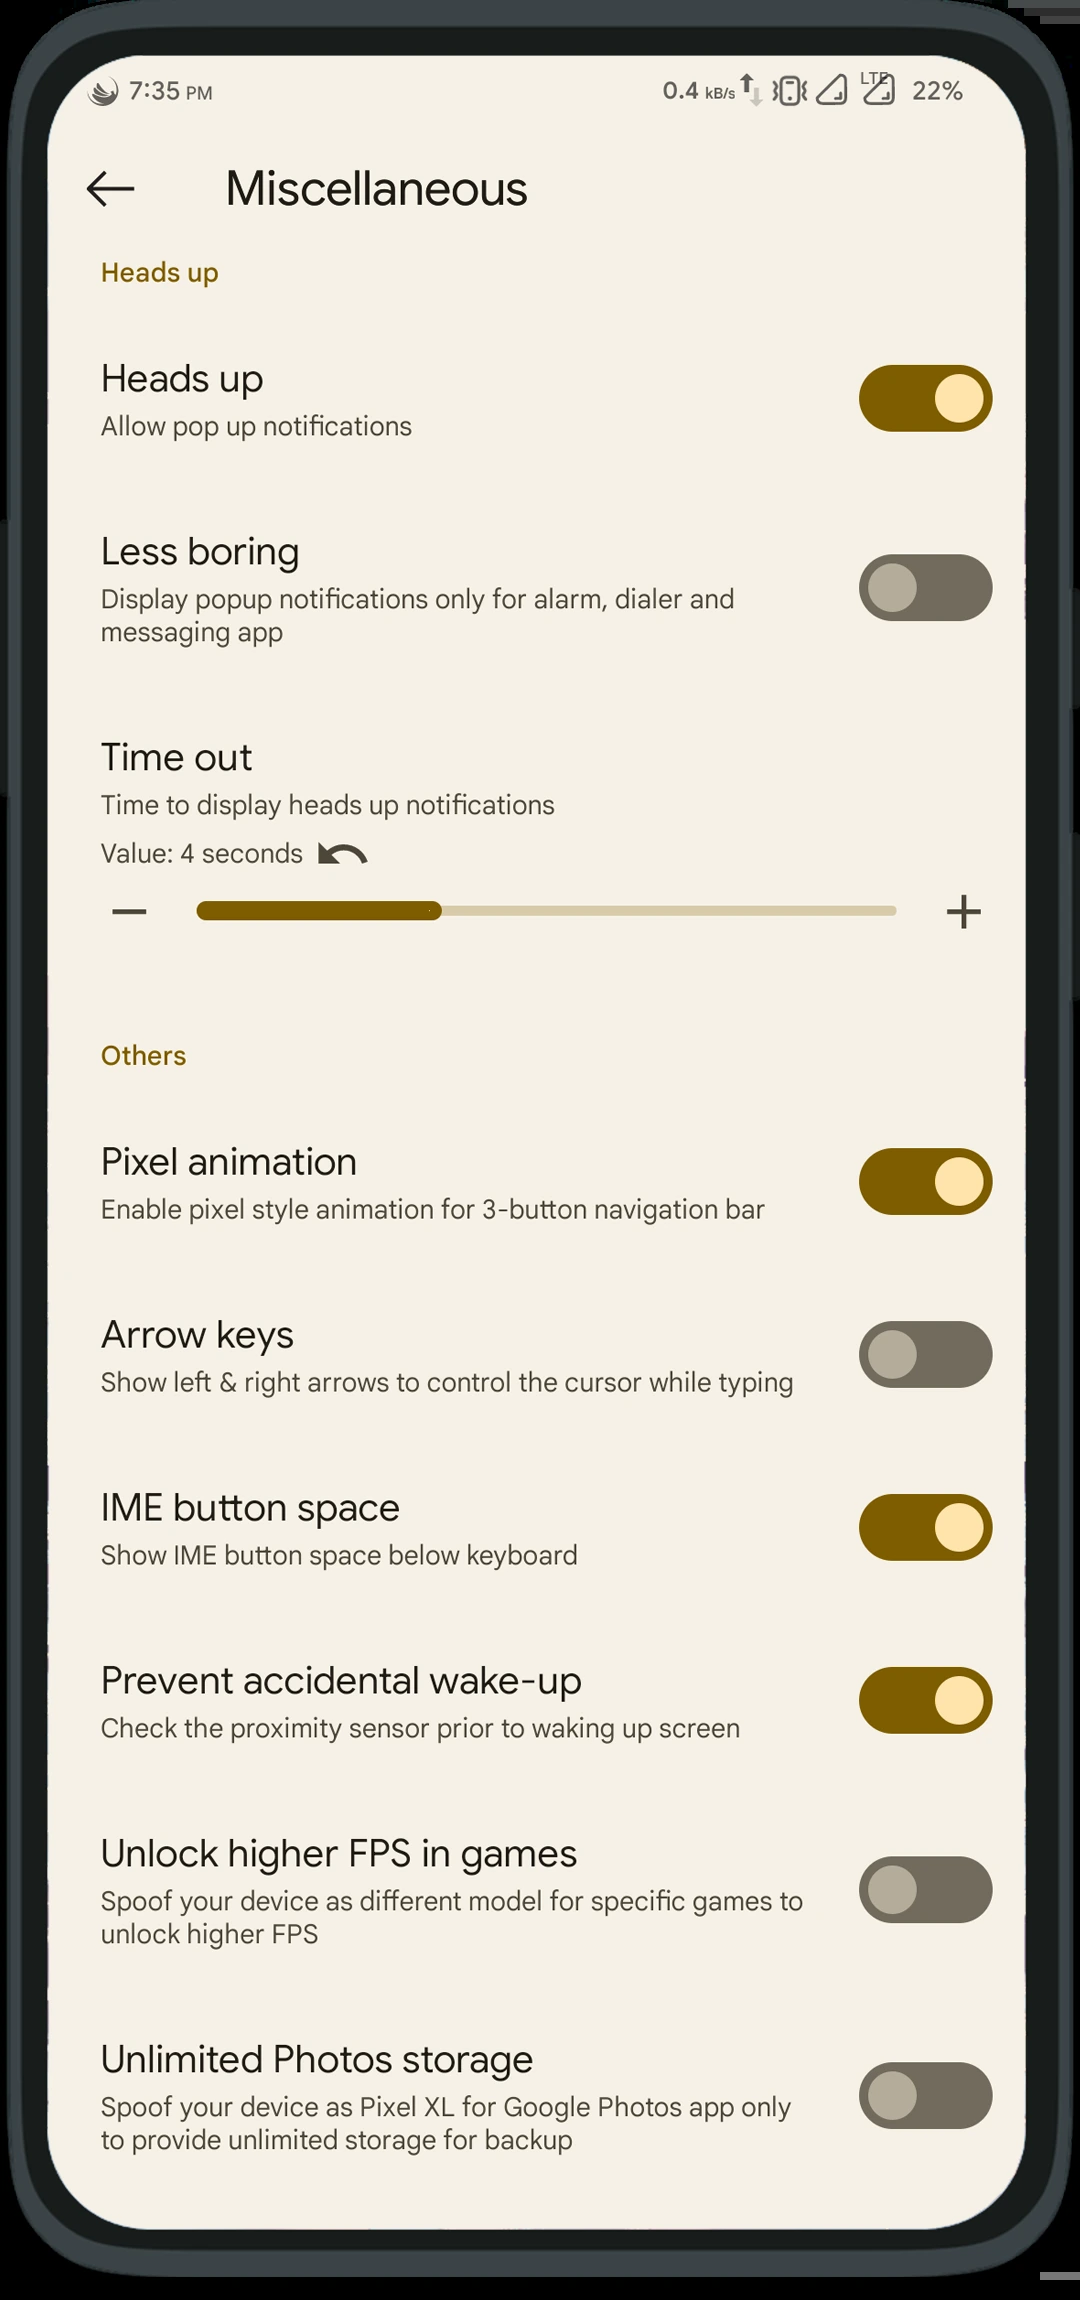 7:35 PM
0.4 kB/s LTE 22%
Miscellaneous
Heads up
Heads up
Allow pop up notifications
Less boring
Display popup notifications only for alarm, dialer and
messaging app
Time out
Time to display heads up notifications
Value: 4 seconds
Others
Pixel animation
Enable pixel style animation for 3-button navigation bar
Arrow keys
Show left & right arrows to control the cursor while typing
IME button space
Show IME button space below keyboard
Prevent accidental wake-up
Check the proximity sensor prior to waking up screen
Unlock higher FPS in games
Spoof your device as different model for specific games to
unlock higher FPS
Unlimited Photos storage
Spoof your device as Pixel XL for Google Photos app only
to provide unlimited storage for backup